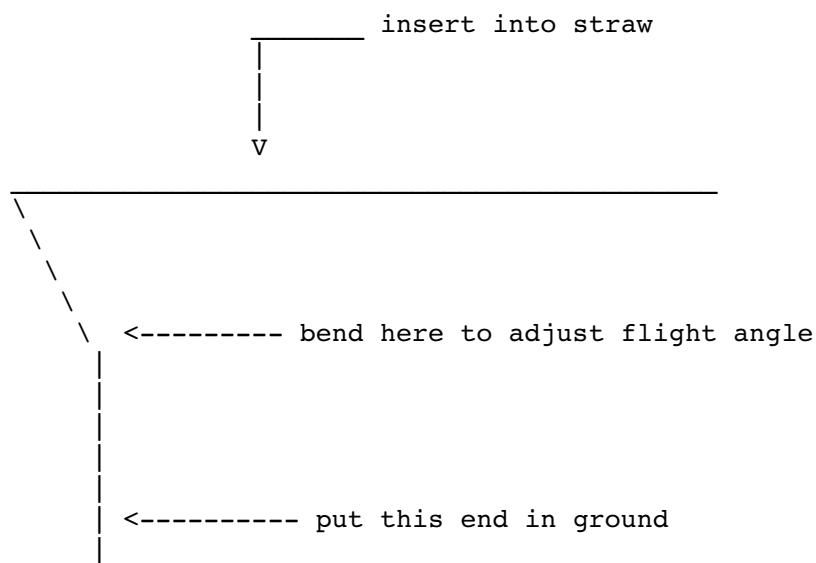 insert into straw
bend here to adjust flight angle
put this end in ground